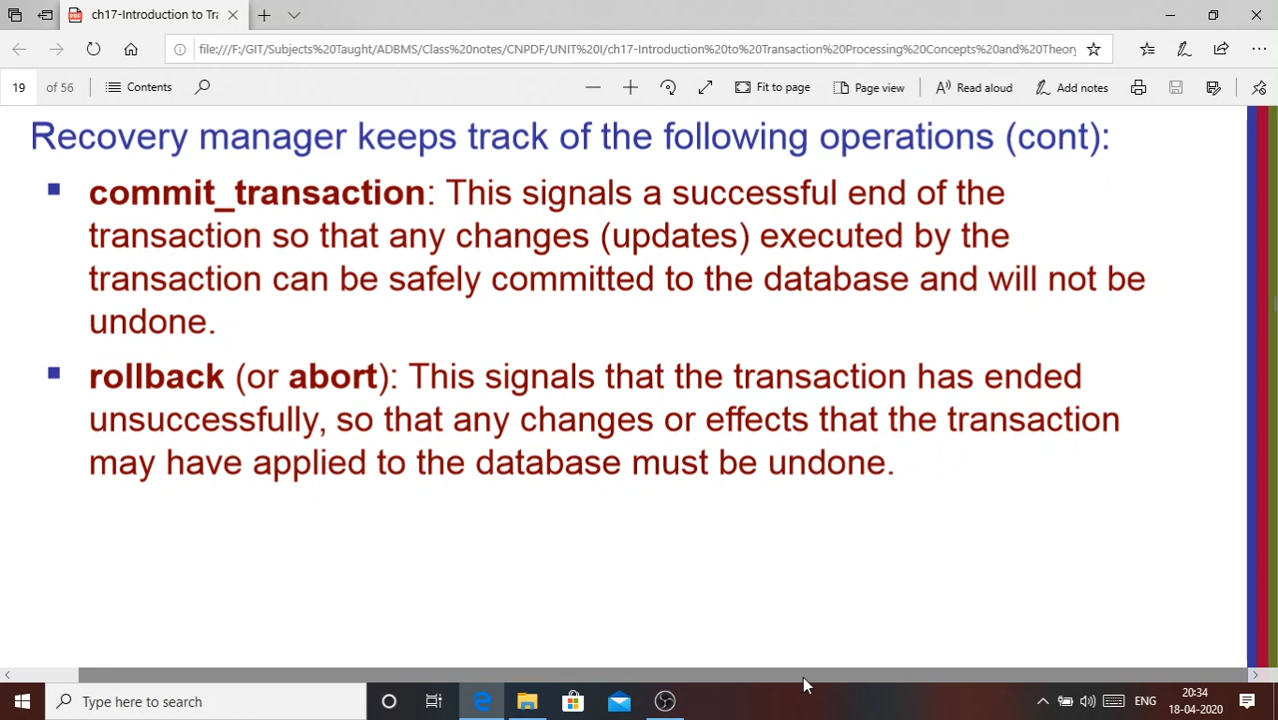 ch17-Introduction to Tra
file:///F:/GIT/Subjects%20Taught/ADBMS/Class%20notes/CNPDF/UNIT%20I/ch17-Introduction%20to%20Transaction%20Processing%20Concepts%20and%20Theory
19 of 56 Contents Fit to page Page view Read aloud Add notes
Recovery manager keeps track of the following operations (cont):
commit_transaction: This signals a successful end of the
transaction so that any changes (updates) executed by the
transaction can be safely committed to the database and will not be
undone.
rollback (or abort): This signals that the transaction has ended
unsuccessfully, so that any changes or effects that the transaction
may have applied to the database must be undone.
Type here to search
ENG
20:34
18-04-2020